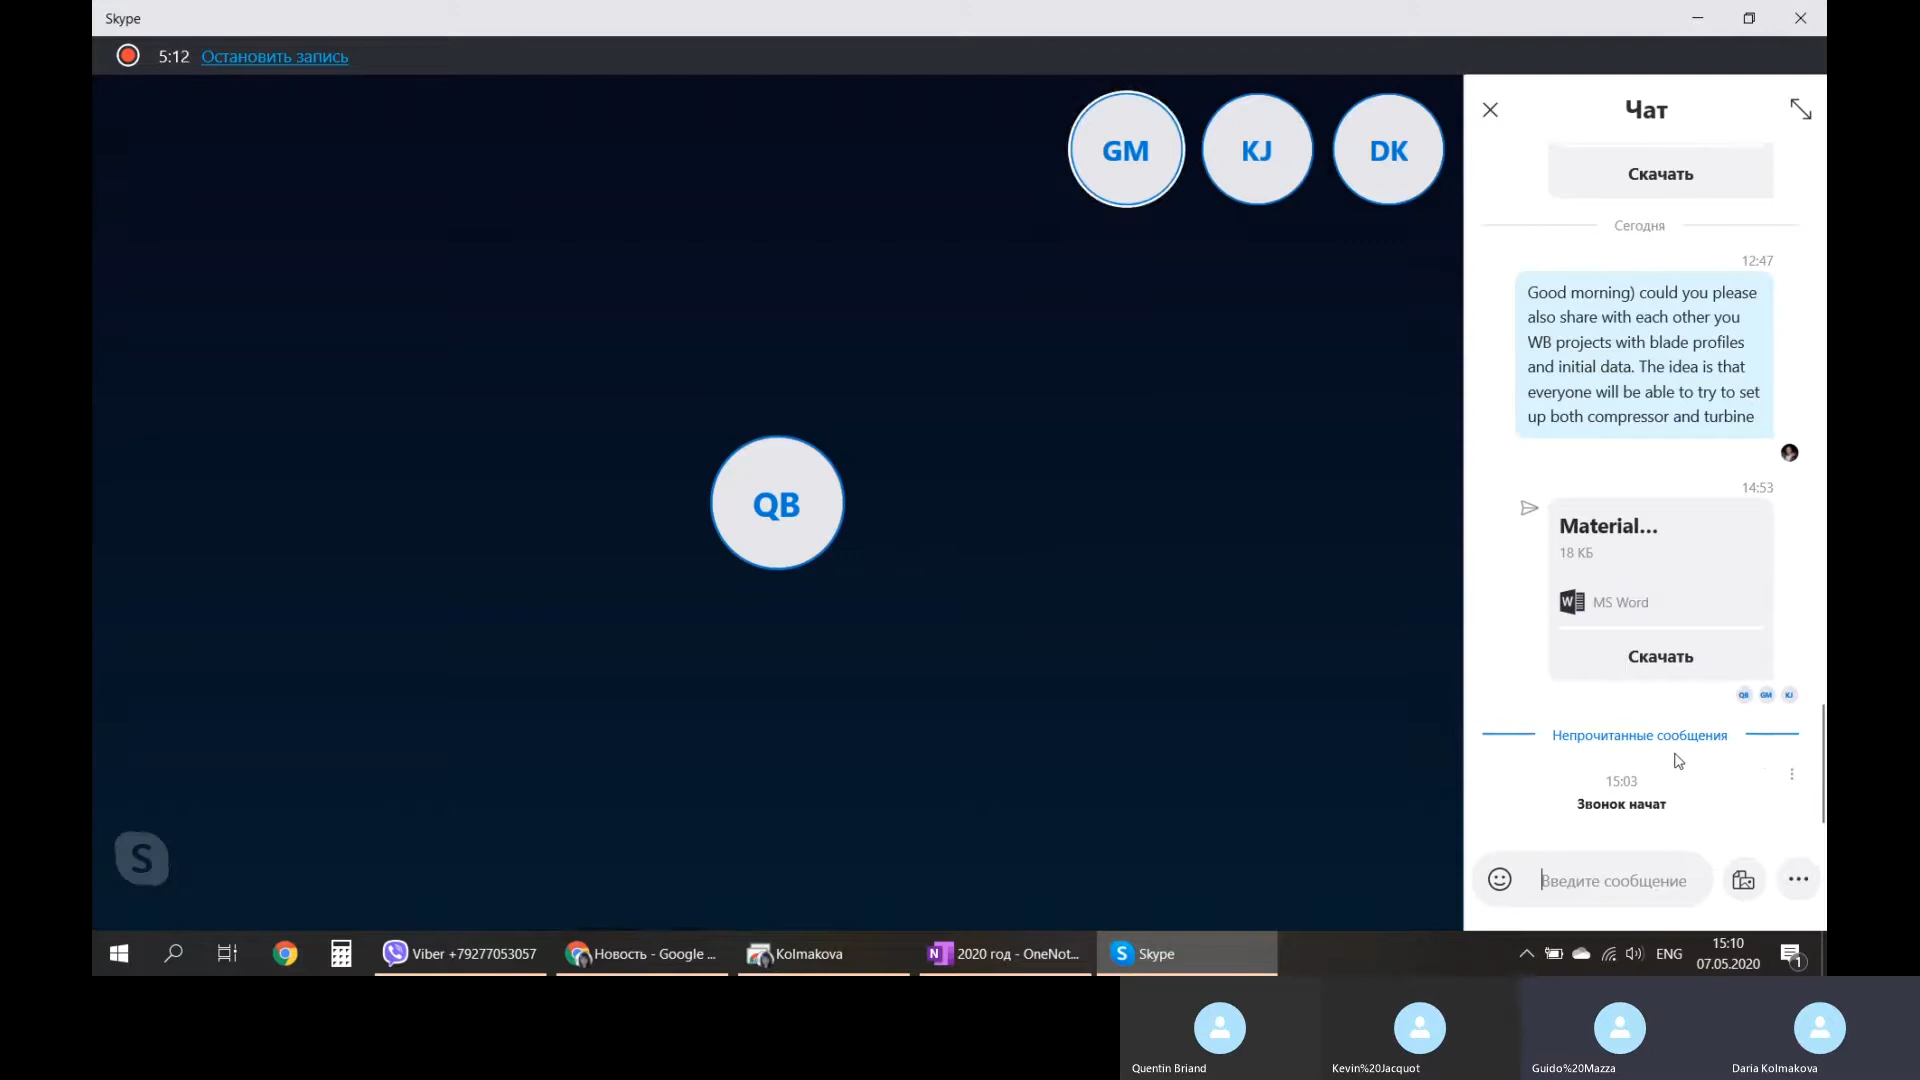 Skype
5:12 Остановить запись
GM
KJ
DK
QB
S
Чат
Скачать
Сегодня
12:47
Good morning) could you please
also share with each other you
WB projects with blade profiles
and initial data. The idea is that
everyone will be able to try to set
up both compressor and turbine
14:53
Material...
18 КБ
W MS Word
Скачать
QB GM KJ
Непрочитанные сообщения
15:03
Звонок начат
Введите сообщение
Viber +79277053057
Новость - Google ...
Kolmakova
N 2020 год - OneNot...
S Skype
ENG
15:10
07.05.2020
1
Quentin Briand
Kevin%20Jacquot
Guido%20Mazza
Daria Kolmakova